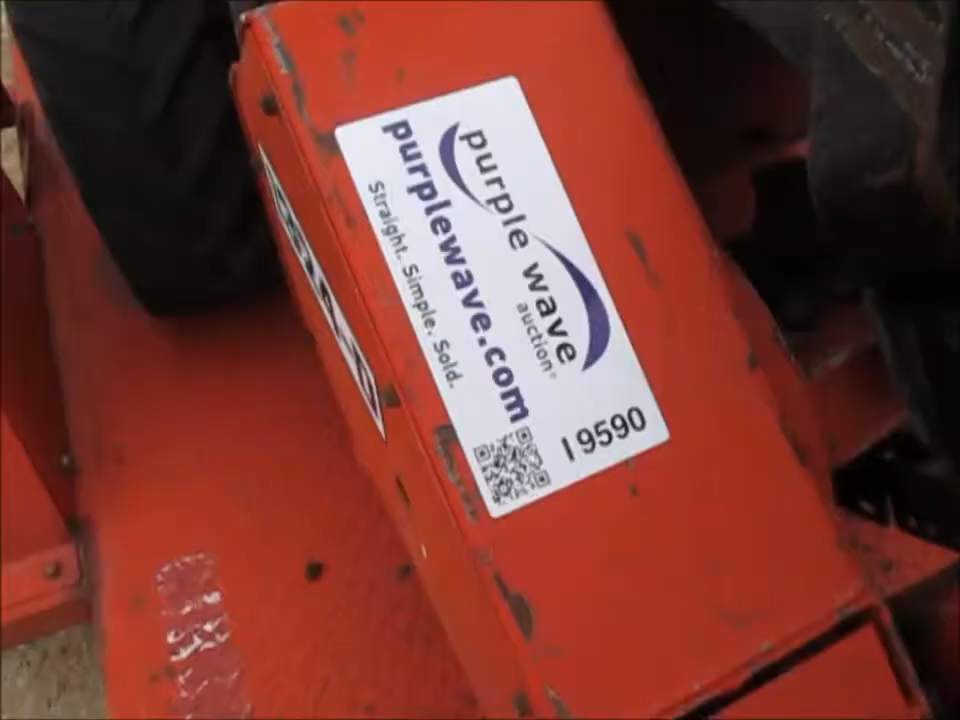 purple wave
auction®
purplewave.com
Straight. Simple. Sold.
I9590